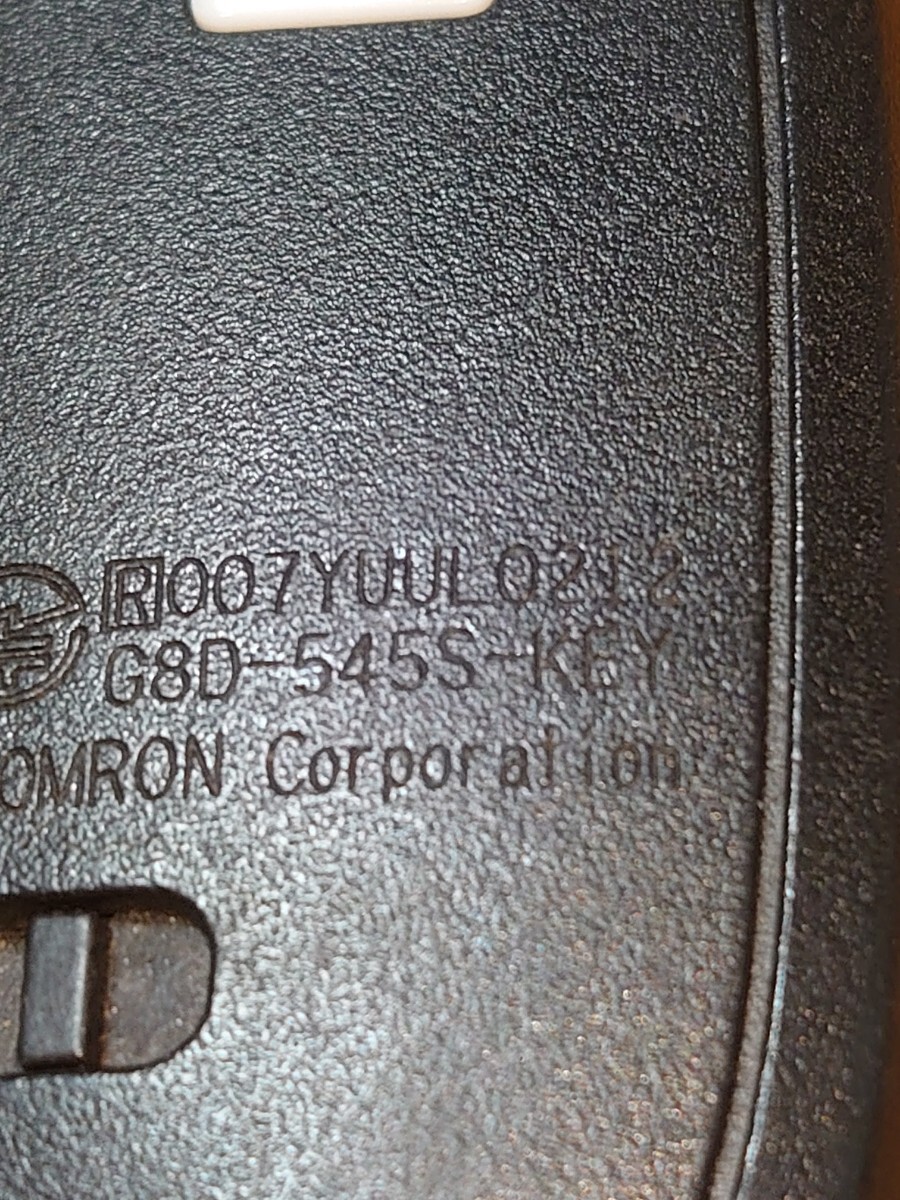 R007YUUL0212
G8D-545S-KEY
OMRON Corporation